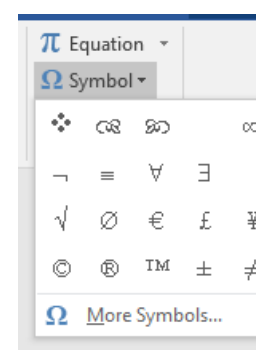 π Equation
Ω Symbol
❖ ∞
¬ ≡ ∀ ∃
√ Ø € £ ¥
© ® ™ ± ≠
Ω More Symbols...